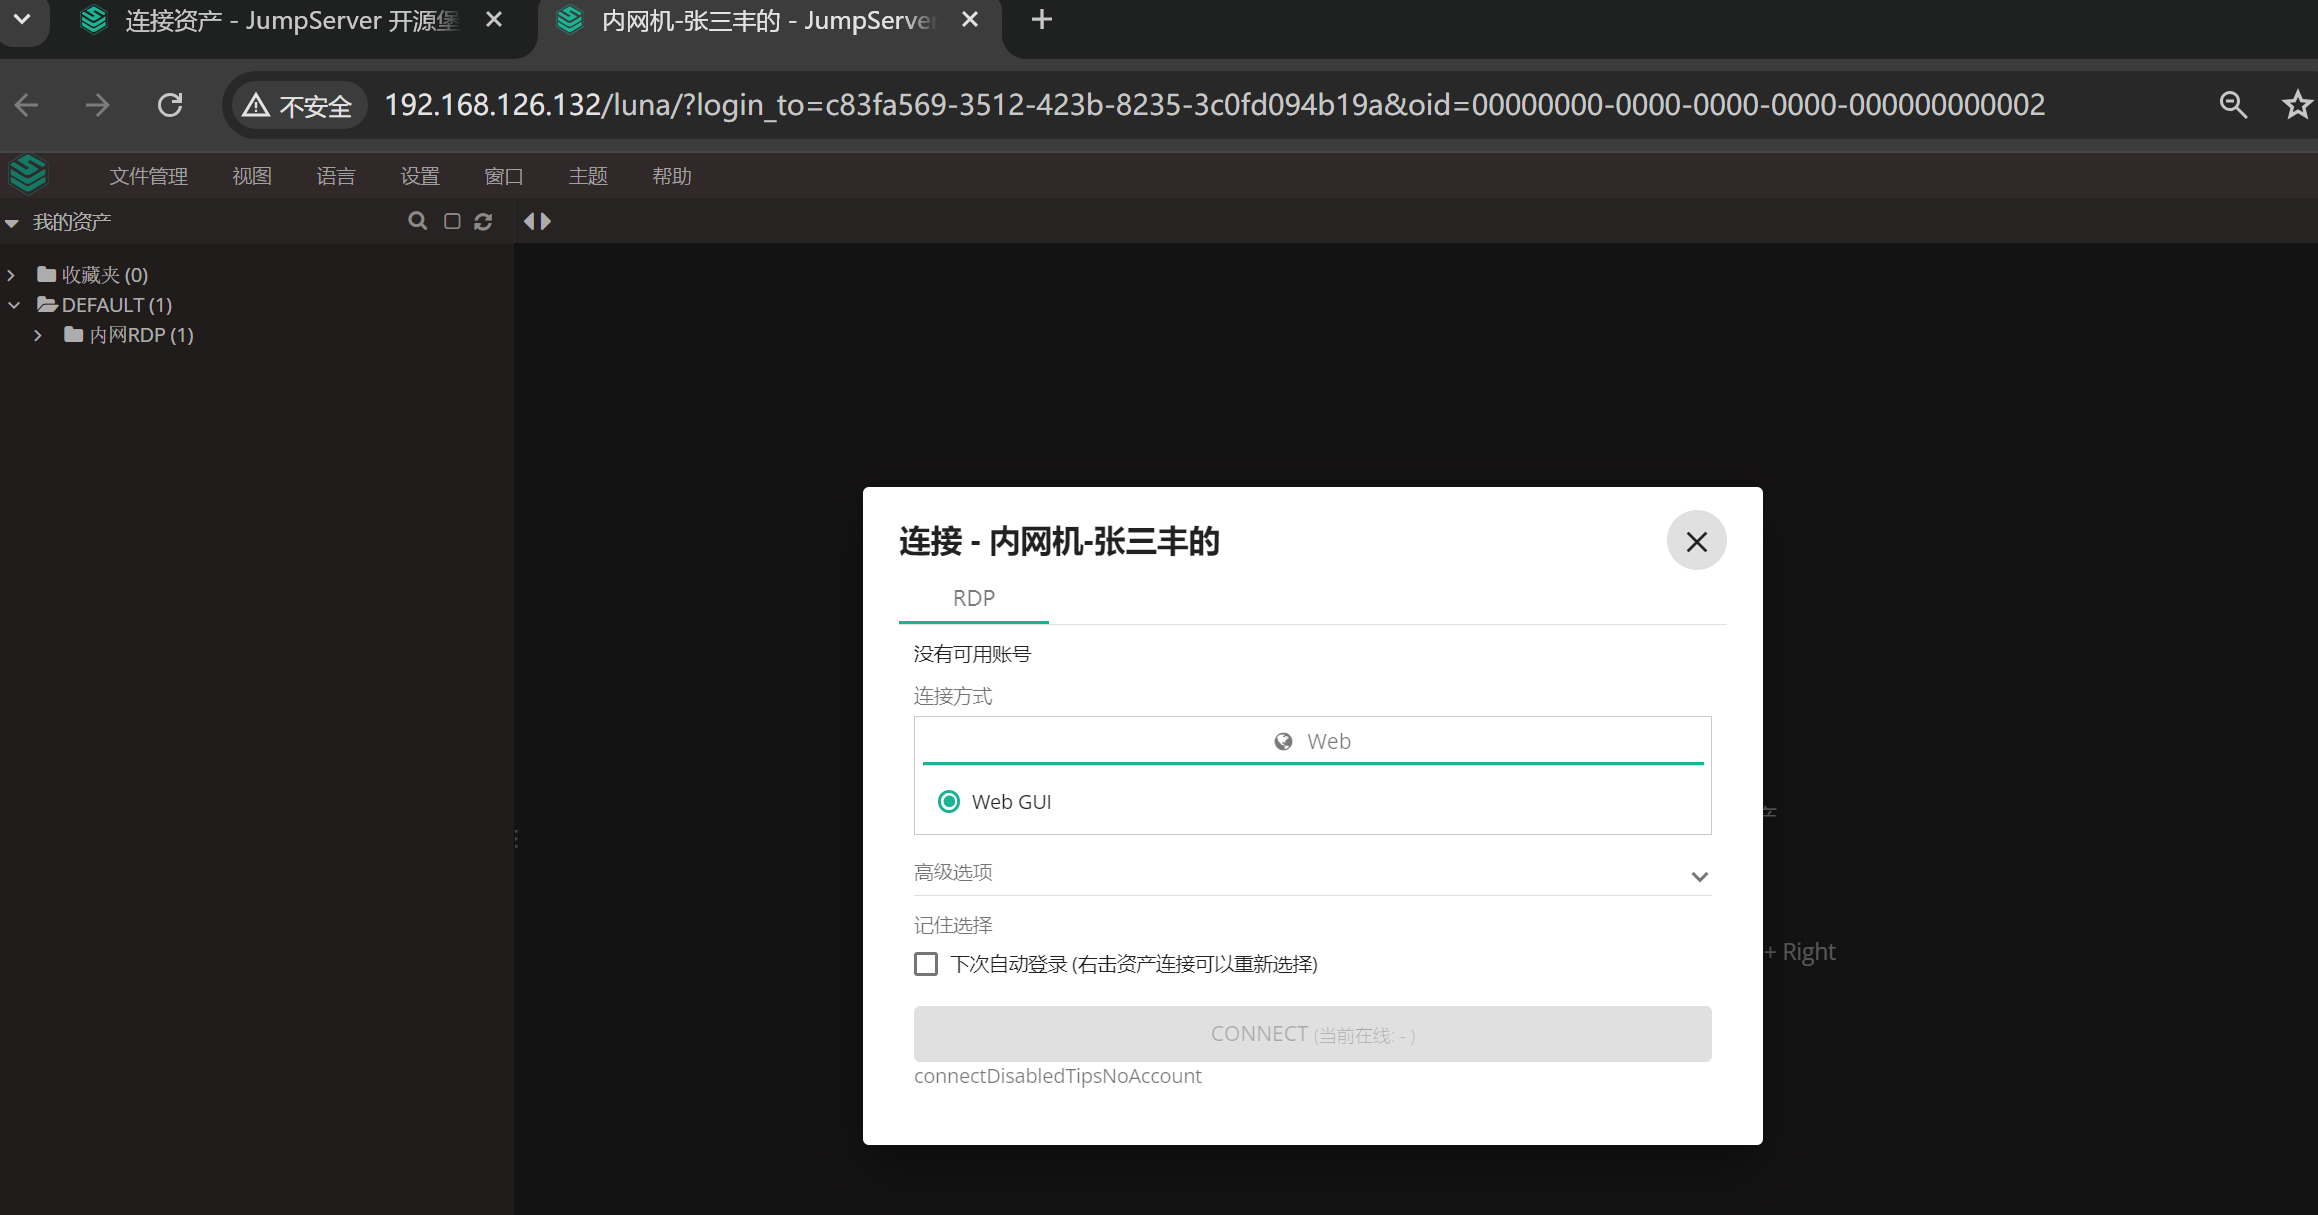 连接资产 - JumpServer 开源堡
内网机-张三丰的 - JumpServer
不安全
192.168.126.132/luna/?login_to=c83fa569-3512-423b-8235-3c0fd094b19a&oid=00000000-0000-0000-0000-000000000002
文件管理 视图 语言 设置 窗口 主题 帮助
我的资产
收藏夹 (0)
DEFAULT (1)
内网RDP (1)
连接 - 内网机-张三丰的
RDP
没有可用账号
连接方式
Web
Web GUI
产
高级选项
记住选择
+ Right
下次自动登录 (右击资产连接可以重新选择)
CONNECT (当前在线: - )
connectDisabledTipsNoAccount